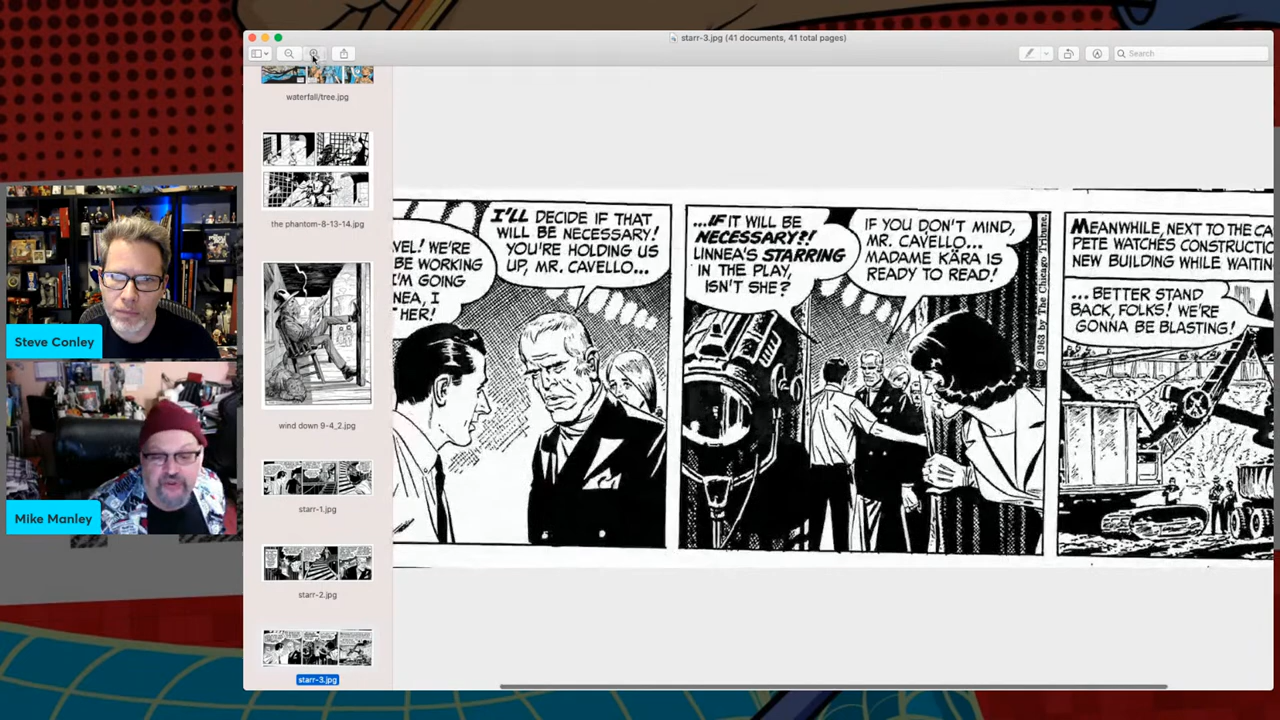 starr-3.jpg (41 documents, 41 total pages)
Search
waterfall/tree.jpg
the phantom-8-13-14.jpg
wind down 9-4_2.jpg
starr-1.jpg
starr-2.jpg
starr-3.jpg
Steve Conley
Mike Manley
VEL! WE'RE
BE WORKING
I'M GOING
NEA, I
HER!
I'LL DECIDE IF THAT
WILL BE NECESSARY!
YOU'RE HOLDING US
UP, MR. CAVELLO...
...IF IT WILL BE
NECESSARY?!
LINNEA'S STARRING
IN THE PLAY,
ISN'T SHE?
IF YOU DON'T MIND,
MR. CAVELLO...
MADAME KÄRA IS
READY TO READ!
© 1963 by The Chicago Tribune.
MEANWHILE, NEXT TO THE CA
PETE WATCHES CONSTRUCTIO
NEW BUILDING WHILE WAITIN
...BETTER STAND
BACK, FOLKS! WE'RE
GONNA BE BLASTING!